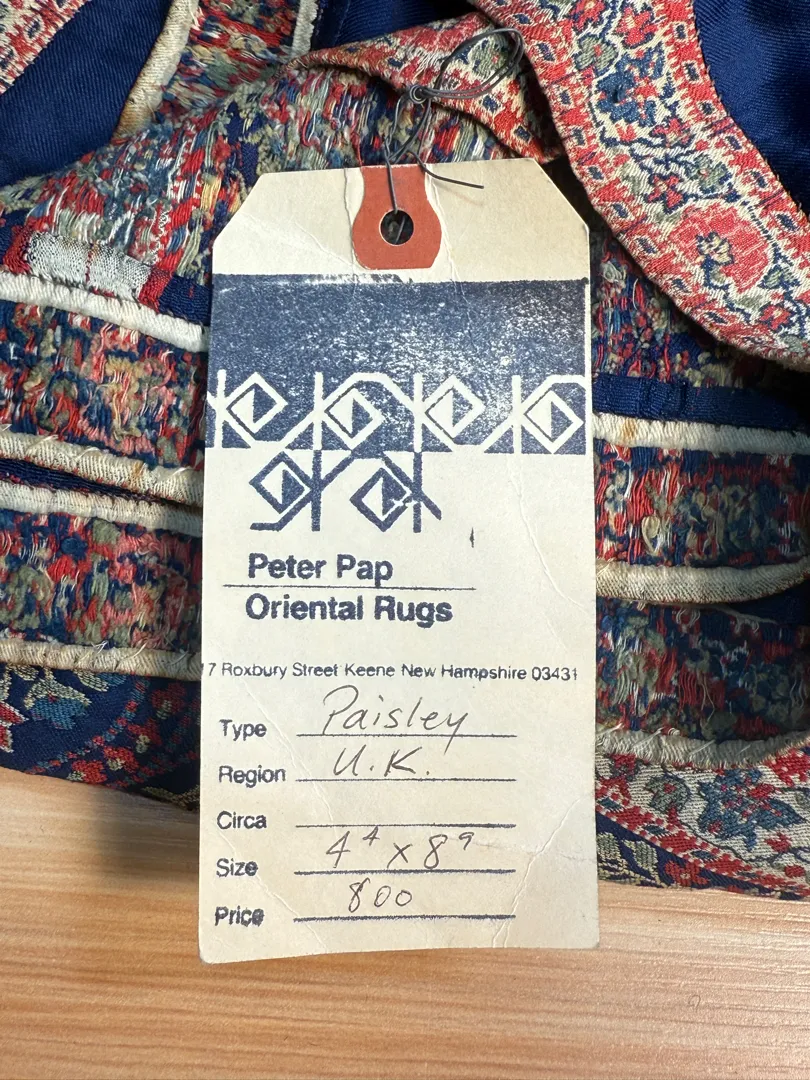 Peter Pap
Oriental Rugs
7 Roxbury Street Keene New Hampshire 03431
Type Paisley
Region U.K.
Circa
Size 4⁴ x 8⁹
Price 800